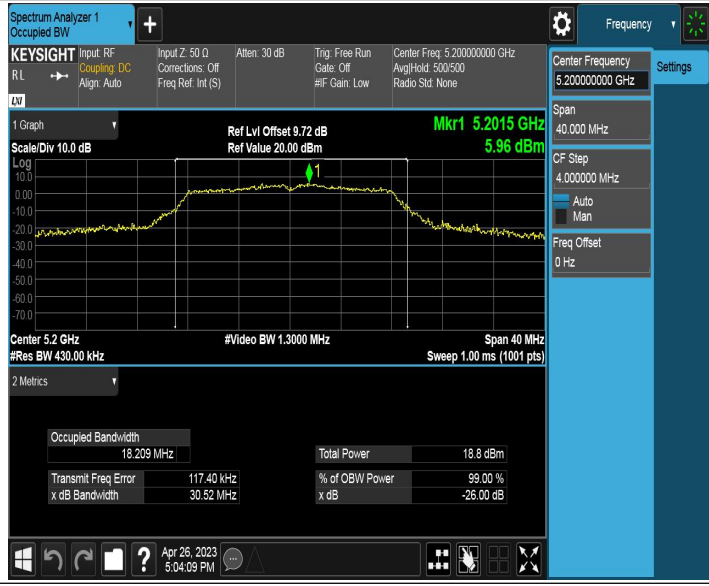 Spectrum Analyzer 1
Occupied BW
Frequency
KEYSIGHT
RL
LXI
Input: RF
Coupling: DC
Align: Auto
Input Z: 50 Ω
Corrections: Off
Freq Ref: Int (S)
Atten: 30 dB
Trig: Free Run
Gate: Off
#IF Gain: Low
Center Freq: 5.200000000 GHz
Avg|Hold: 500/500
Radio Std: None
Center Frequency
5.200000000 GHz
Settings
Span
40.000 MHz
CF Step
4.000000 MHz
Auto
Man
Freq Offset
0 Hz
1 Graph
Scale/Div 10.0 dB
Ref Lvl Offset 9.72 dB
Ref Value 20.00 dBm
Mkr1 5.2015 GHz
5.96 dBm
Log
10.0
0.00
-10.0
-20.0
-30.0
-40.0
-50.0
-60.0
-70.0
1
Center 5.2 GHz
#Res BW 430.00 kHz
#Video BW 1.3000 MHz
Span 40 MHz
Sweep 1.00 ms (1001 pts)
2 Metrics
Occupied Bandwidth
18.209 MHz
Total Power 18.8 dBm
Transmit Freq Error 117.40 kHz
% of OBW Power 99.00 %
x dB Bandwidth 30.52 MHz
x dB -26.00 dB
?
Apr 26, 2023
5:04:09 PM